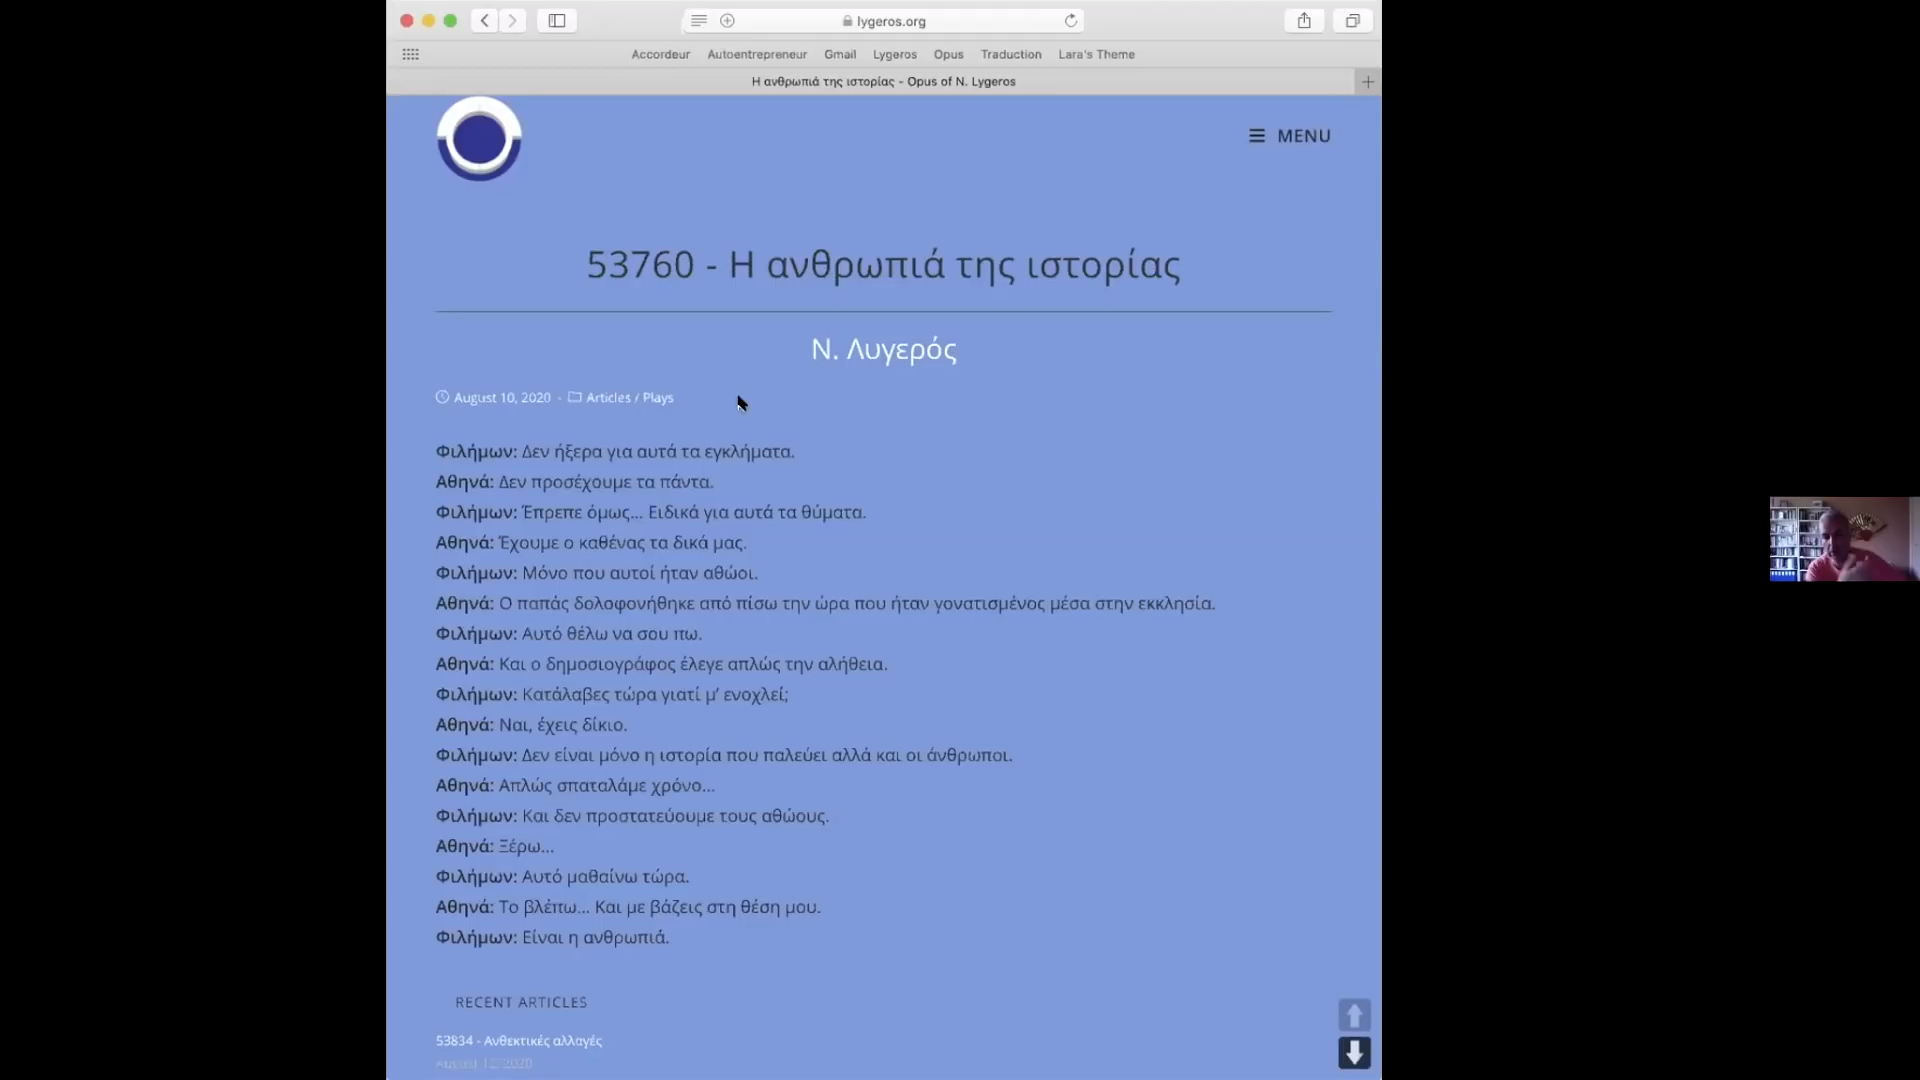 lygeros.org
Accordeur Autoentrepreneur Gmail Lygeros Opus Traduction Lara's Theme
Η ανθρωπιά της ιστορίας - Opus of N. Lygeros
MENU
53760 - Η ανθρωπιά της ιστορίας
Ν. Λυγερός
August 10, 2020 - Articles / Plays
Φιλήμων: Δεν ήξερα για αυτά τα εγκλήματα.
Αθηνά: Δεν προσέχουμε τα πάντα.
Φιλήμων: Έπρεπε όμως... Ειδικά για αυτά τα θύματα.
Αθηνά: Έχουμε ο καθένας τα δικά μας.
Φιλήμων: Μόνο που αυτοί ήταν αθώοι.
Αθηνά: Ο παπάς δολοφονήθηκε από πίσω την ώρα που ήταν γονατισμένος μέσα στην εκκλησία.
Φιλήμων: Αυτό θέλω να σου πω.
Αθηνά: Και ο δημοσιογράφος έλεγε απλώς την αλήθεια.
Φιλήμων: Κατάλαβες τώρα γιατί μ’ ενοχλεί;
Αθηνά: Ναι, έχεις δίκιο.
Φιλήμων: Δεν είναι μόνο η ιστορία που παλεύει αλλά και οι άνθρωποι.
Αθηνά: Απλώς σπαταλάμε χρόνο...
Φιλήμων: Και δεν προστατεύουμε τους αθώους.
Αθηνά: Ξέρω...
Φιλήμων: Αυτό μαθαίνω τώρα.
Αθηνά: Το βλέπω... Και με βάζεις στη θέση μου.
Φιλήμων: Είναι η ανθρωπιά.
RECENT ARTICLES
53834 - Ανθεκτικές αλλαγές
August 12, 2020